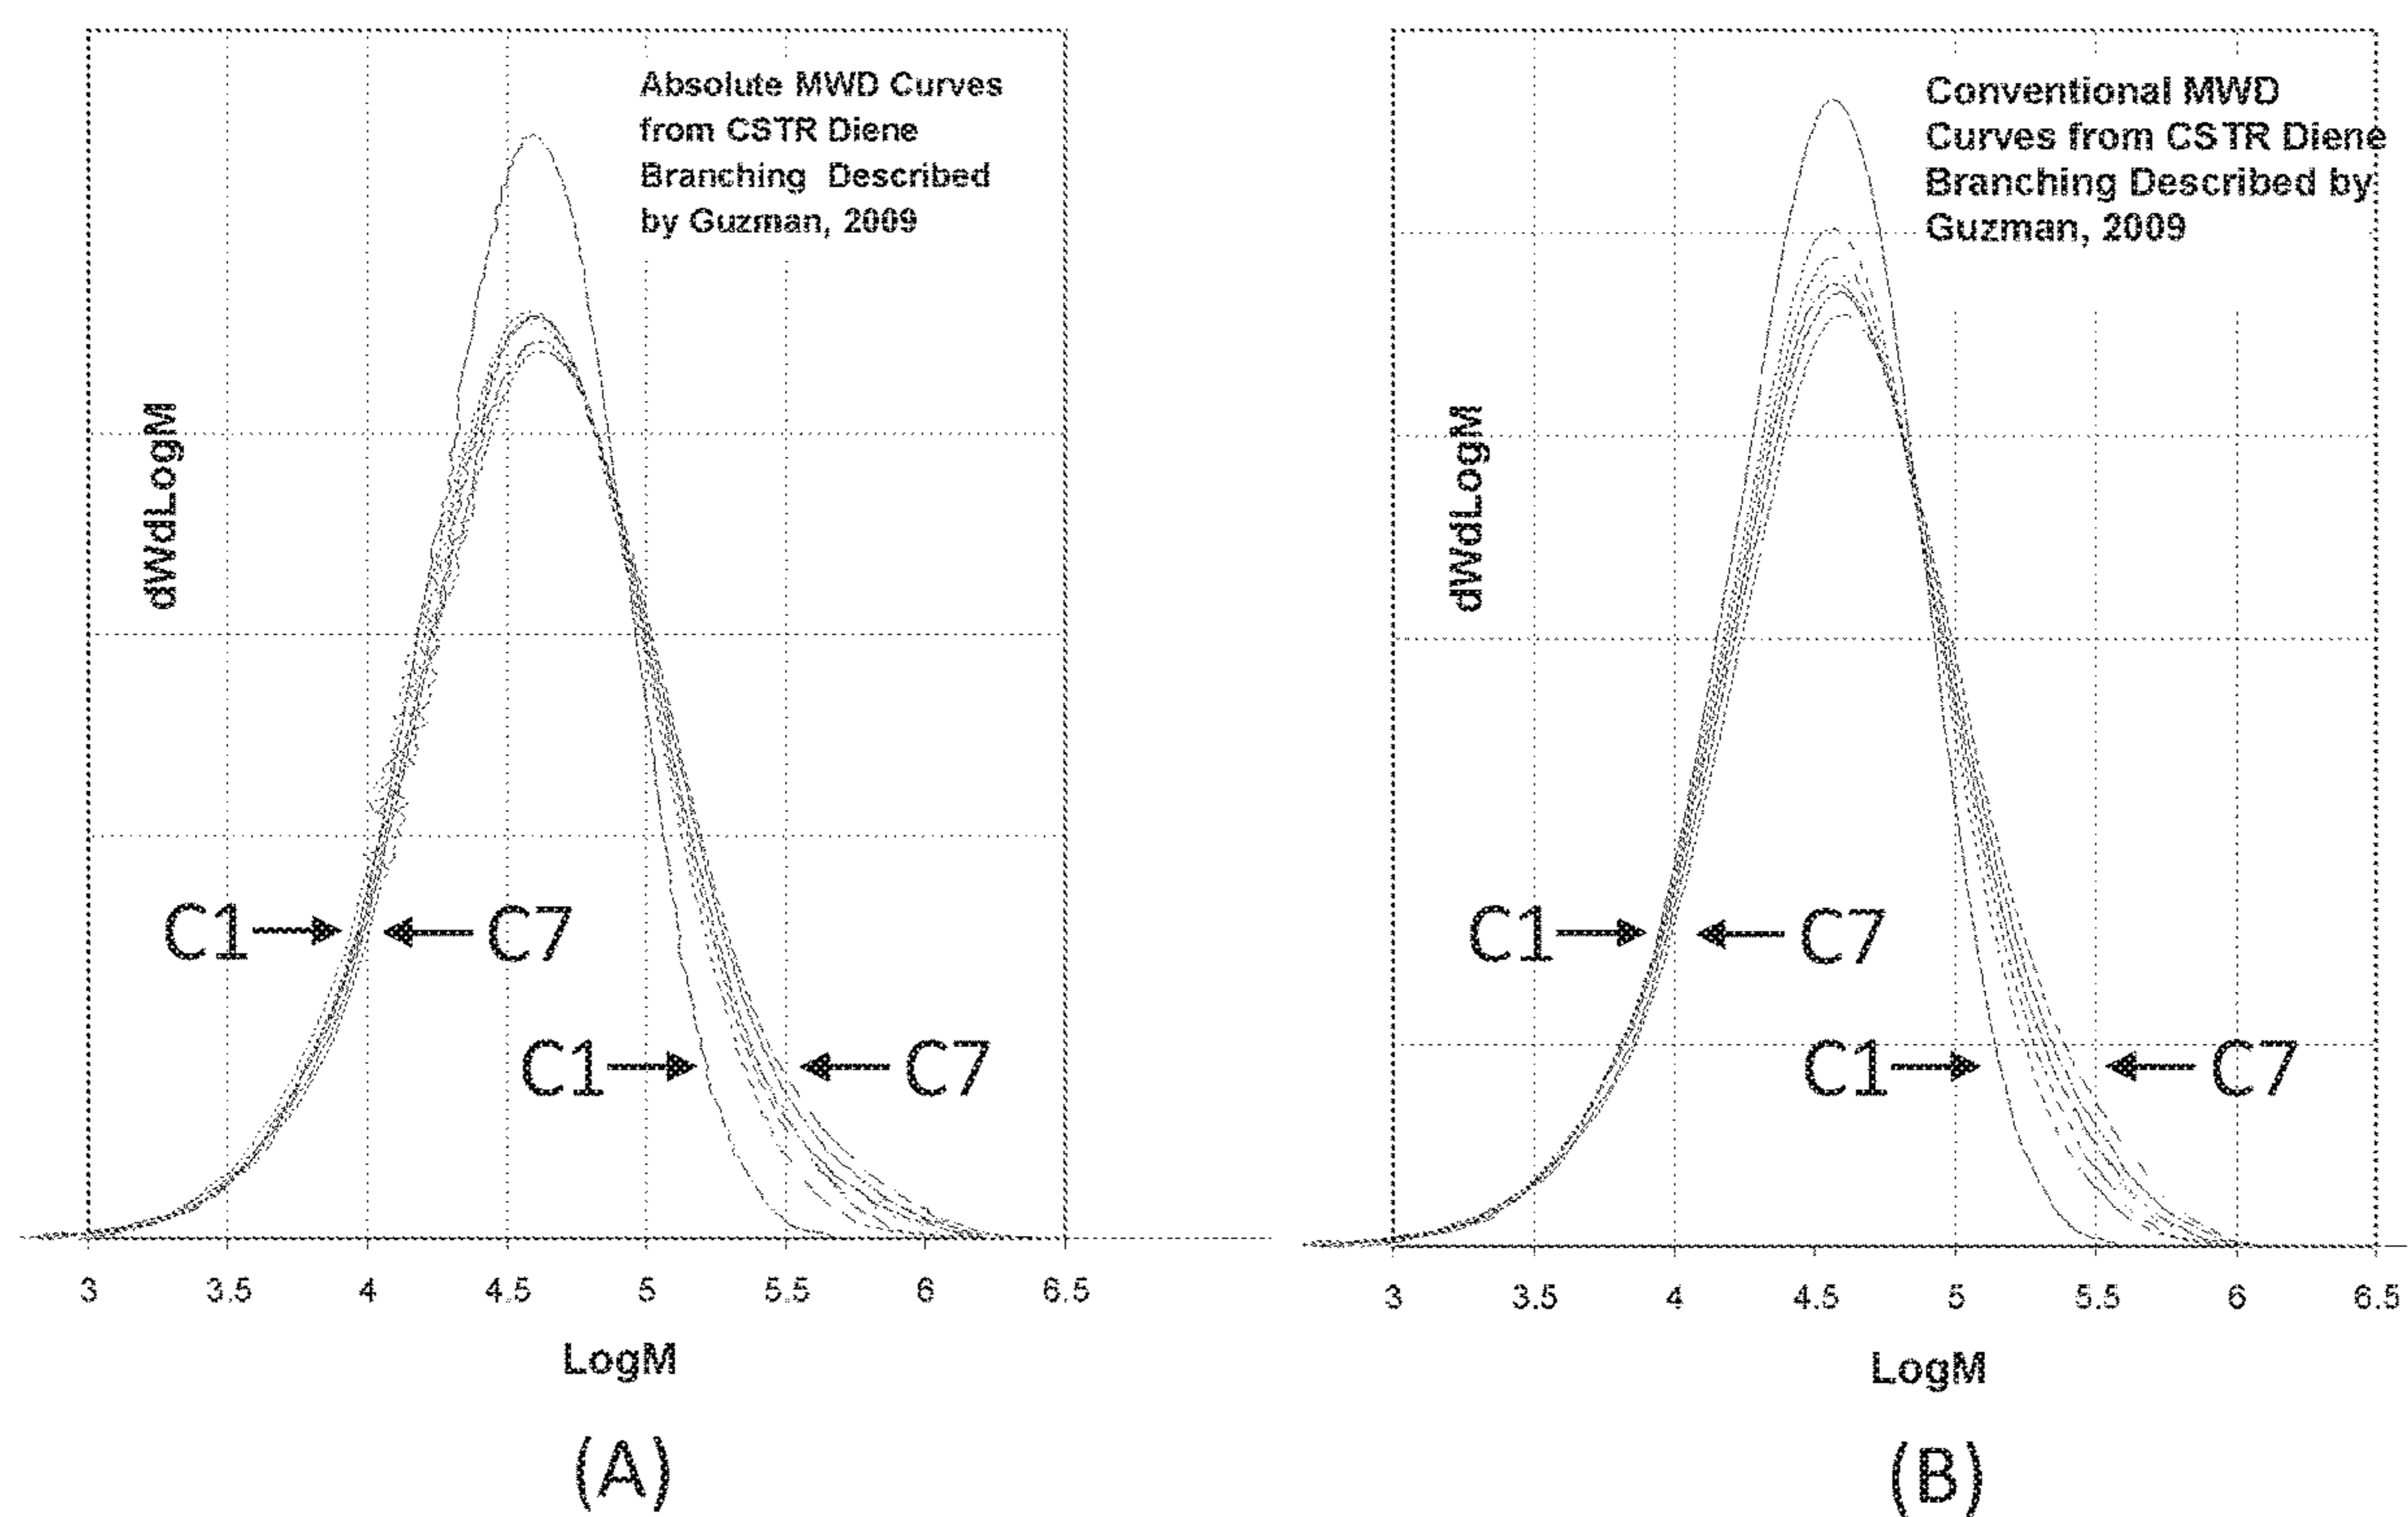 Absolute MWD Curves
from CSTR Diene
Branching Described
by Guzman, 2009
dWdLogM
C1
C7
C1
C7
3 3.5 4 4.5 5 5.5 6 6.5
LogM
(A)
Conventional MWD
Curves from CSTR Diene
Branching Described by
Guzman, 2009
dWdLogM
C1
C7
C1
C7
3 3.5 4 4.5 5 5.5 6 6.5
LogM
(B)